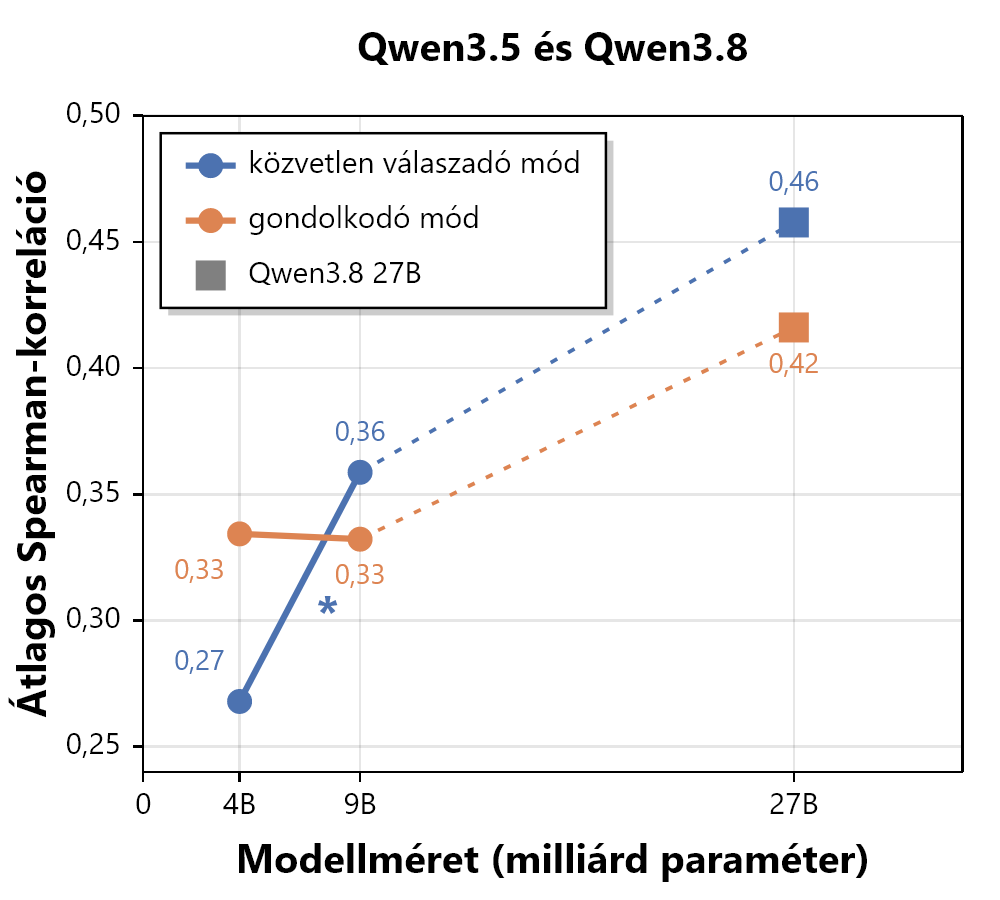 Qwen3.5 és Qwen3.8
0,50
0,45
0,40
0,35
0,30
0,25
Átlagos Spearman-korreláció
közvetlen válaszadó mód
gondolkodó mód
Qwen3.8 27B
0,46
0,42
0,36
0,33
0,33
*
0,27
0
4B
9B
27B
Modellméret (milliárd paraméter)